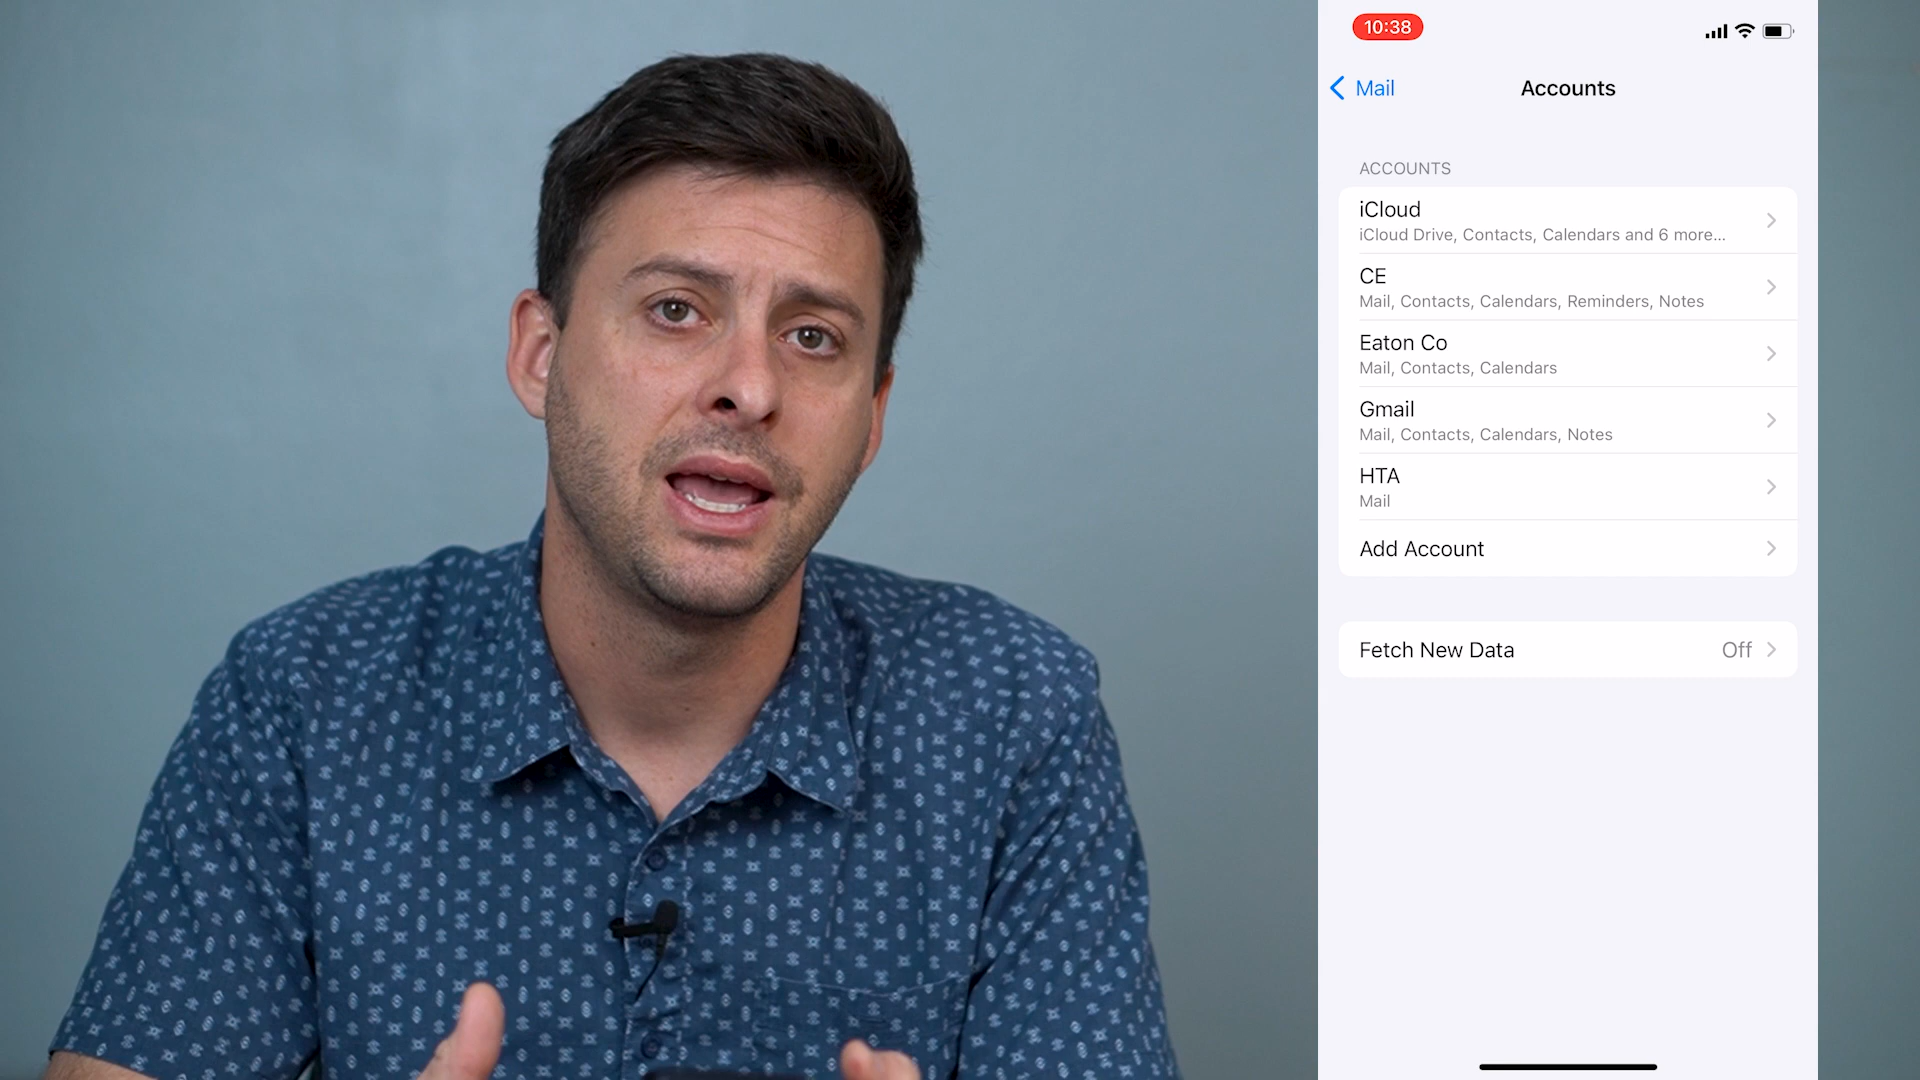 10:38
Mail
Accounts
ACCOUNTS
iCloud
iCloud Drive, Contacts, Calendars and 6 more...
CE
Mail, Contacts, Calendars, Reminders, Notes
Eaton Co
Mail, Contacts, Calendars
Gmail
Mail, Contacts, Calendars, Notes
HTA
Mail
Add Account
Fetch New Data Off